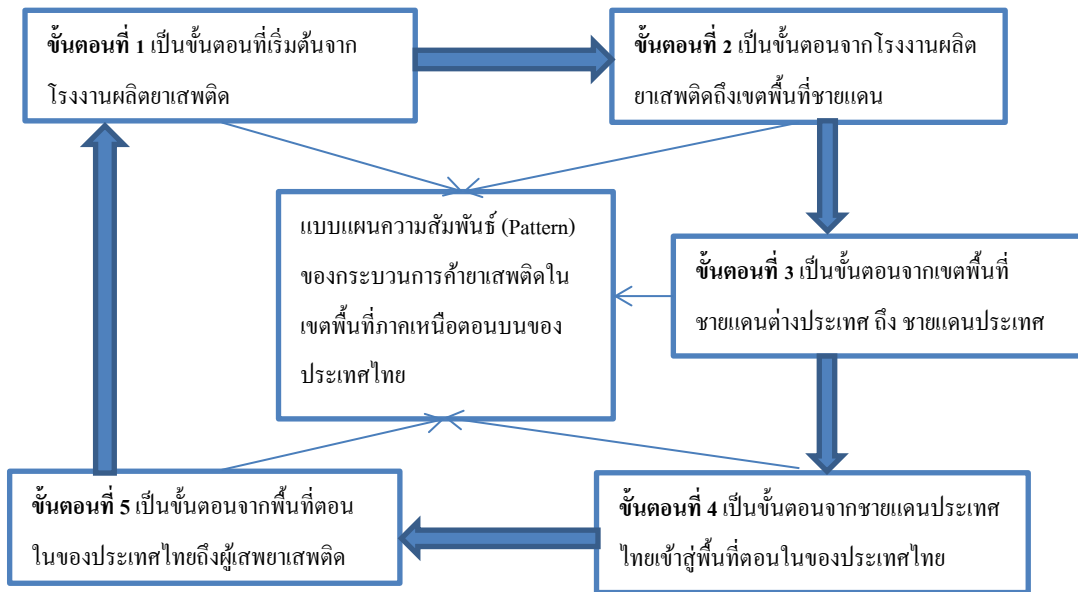 ขั้นตอนที่ 1 เป็นขั้นตอนที่เริ่มต้นจาก
โรงงานผลิตยาเสพติด
ขั้นตอนที่ 2 เป็นขั้นตอนจากโรงงานผลิต
ยาเสพติดถึงเขตพื้นที่ชายแดน
แบบแผนความสัมพันธ์ (Pattern)
ของกระบวนการค้ายาเสพติดใน
เขตพื้นที่ภาคเหนือตอนบนของ
ประเทศไทย
ขั้นตอนที่ 3 เป็นขั้นตอนจากเขตพื้นที่
ชายแดนต่างประเทศ ถึง ชายแดนประเทศ
ขั้นตอนที่ 5 เป็นขั้นตอนจากพื้นที่ตอน
ในของประเทศไทยถึงผู้เสพยาเสพติด
ขั้นตอนที่ 4 เป็นขั้นตอนจากชายแดนประเทศ
ไทยเข้าสู่พื้นที่ตอนในของประเทศไทย